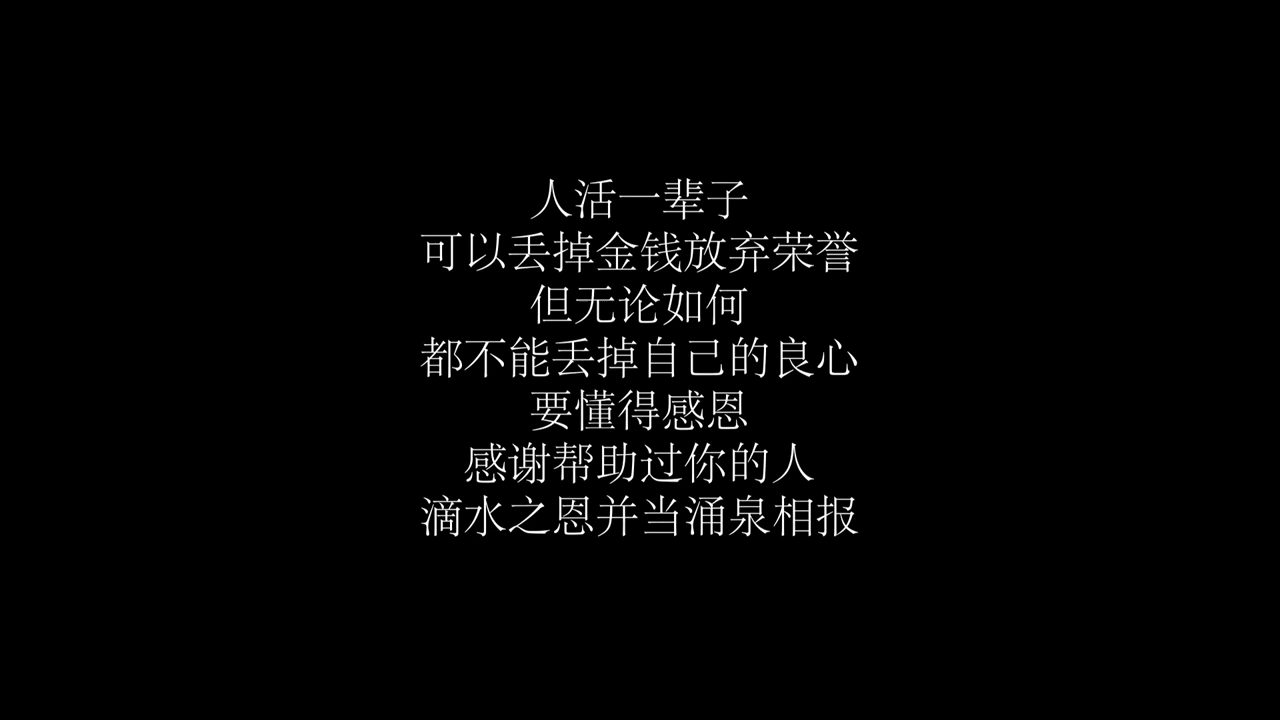 人活一辈子
可以丢掉金钱放弃荣誉
但无论如何
都不能丢掉自己的良心
要懂得感恩
感谢帮助过你的人
滴水之恩并当涌泉相报